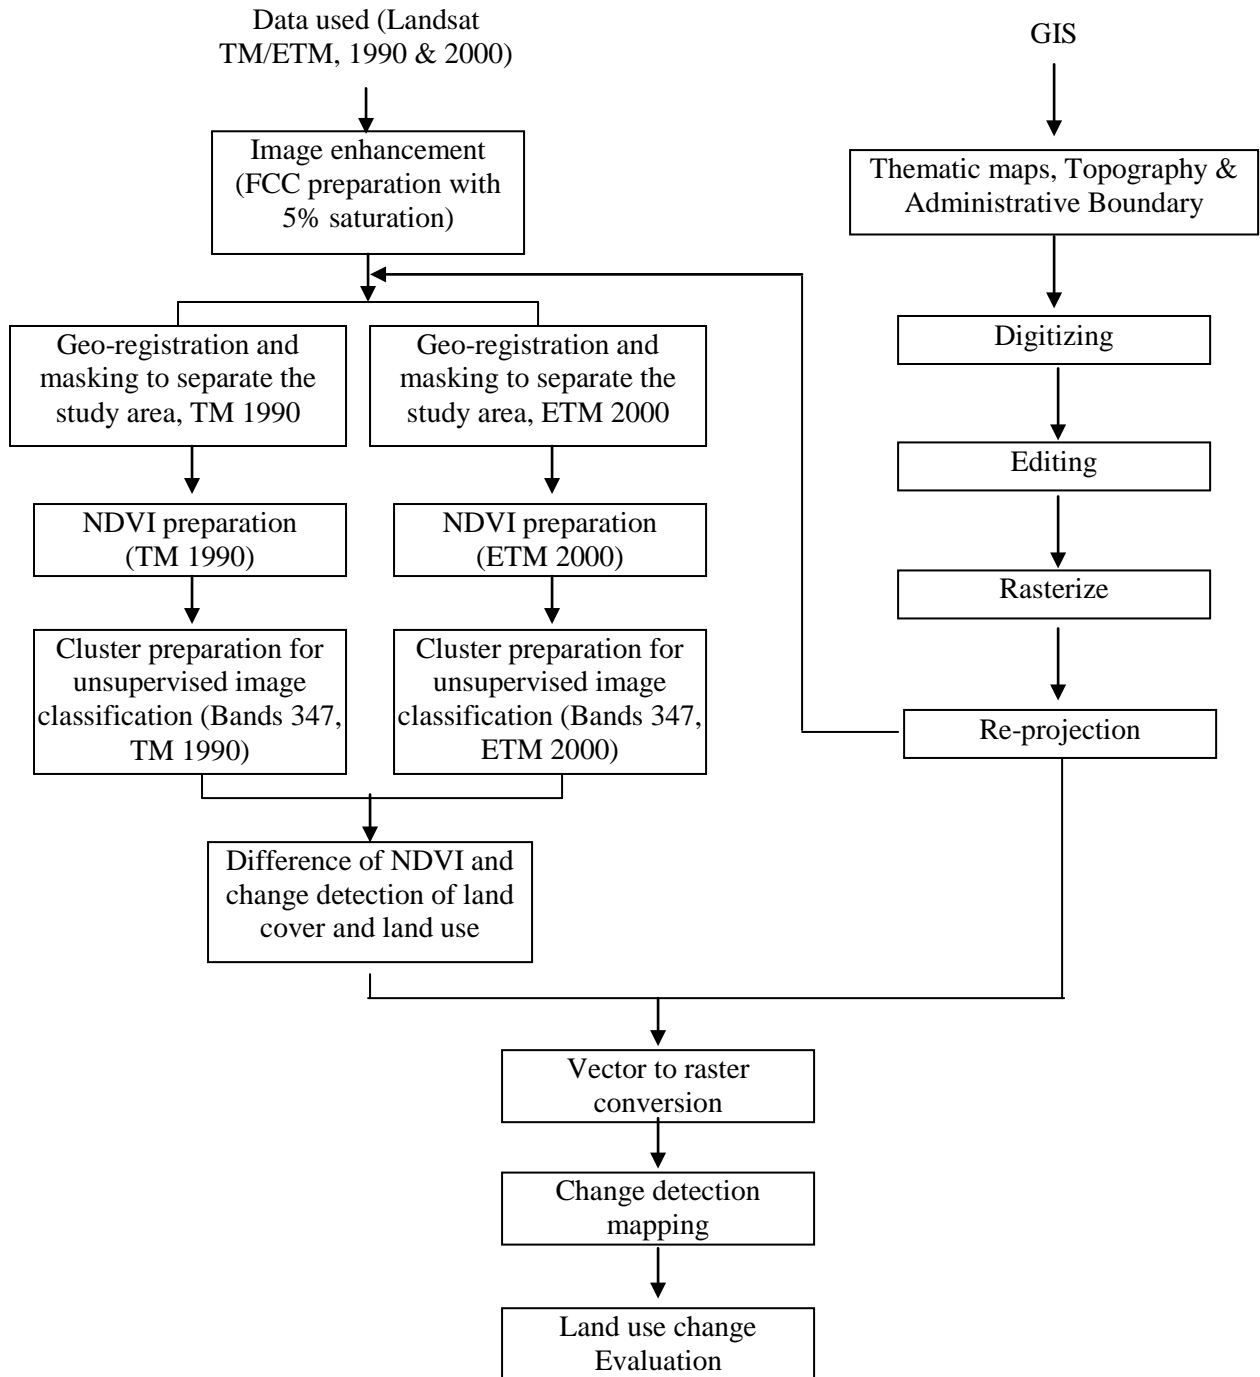 Data used (Landsat
TM/ETM, 1990 & 2000)
Image enhancement
(FCC preparation with
5% saturation)
Geo-registration and
masking to separate the
study area, TM 1990
Geo-registration and
masking to separate the
study area, ETM 2000
NDVI preparation
(TM 1990)
NDVI preparation
(ETM 2000)
Cluster preparation for
unsupervised image
classification (Bands 347,
TM 1990)
Cluster preparation for
unsupervised image
classification (Bands 347,
ETM 2000)
Difference of NDVI and
change detection of land
cover and land use
GIS
Thematic maps, Topography &
Administrative Boundary
Digitizing
Editing
Rasterize
Re-projection
Vector to raster
conversion
Change detection
mapping
Land use change
Evaluation